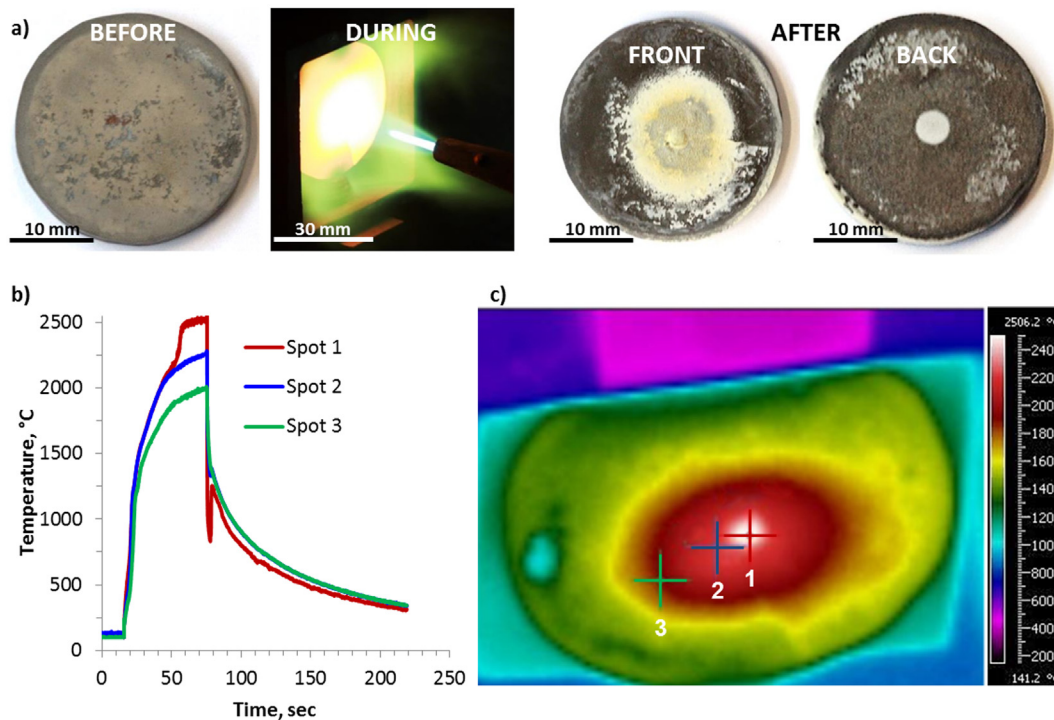 a)
BEFORE
DURING
AFTER
FRONT
BACK
10 mm
30 mm
10 mm
10 mm
b)
Temperature, °C
2500
2000
1500
1000
500
0
0
50
100
150
200
250
Time, sec
Spot 1
Spot 2
Spot 3
c)
1
2
3
2506.2 °
240
220
200
180
160
140
120
100
800
600
400
200
141.2 °